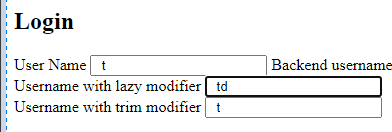 Login
User Name t Backend username
Username with lazy modifier td
Username with trim modifier t